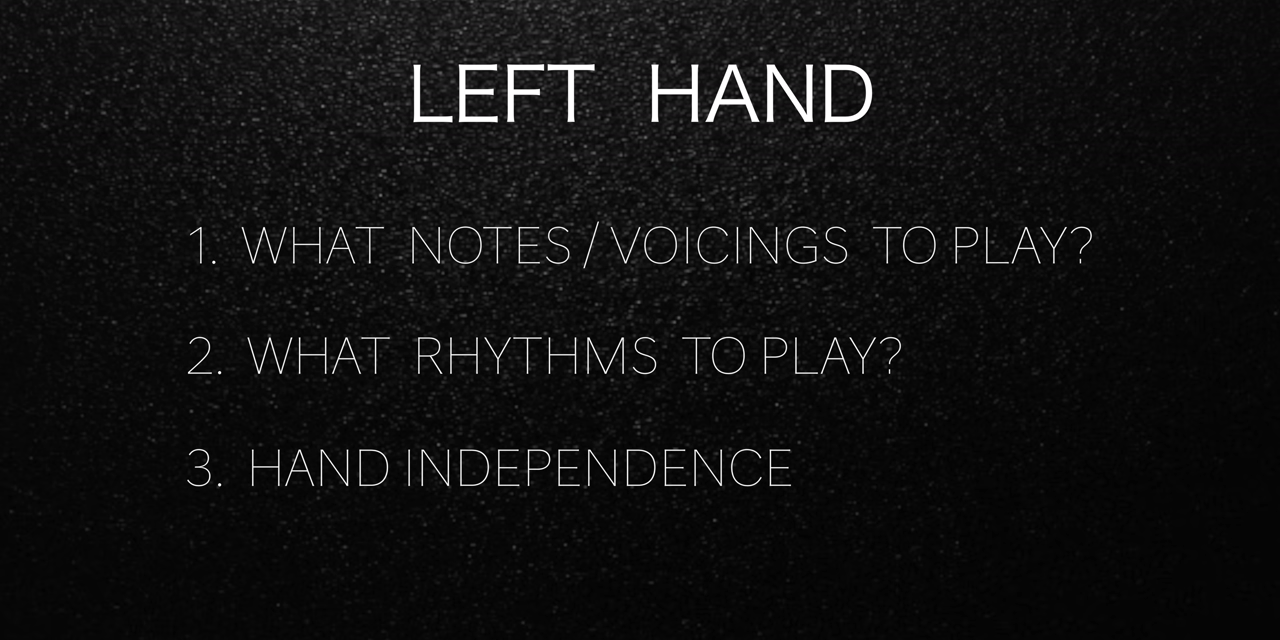 LEFT HAND
1. WHAT NOTES / VOICINGS TO PLAY?
2. WHAT RHYTHMS TO PLAY?
3. HAND INDEPENDENCE